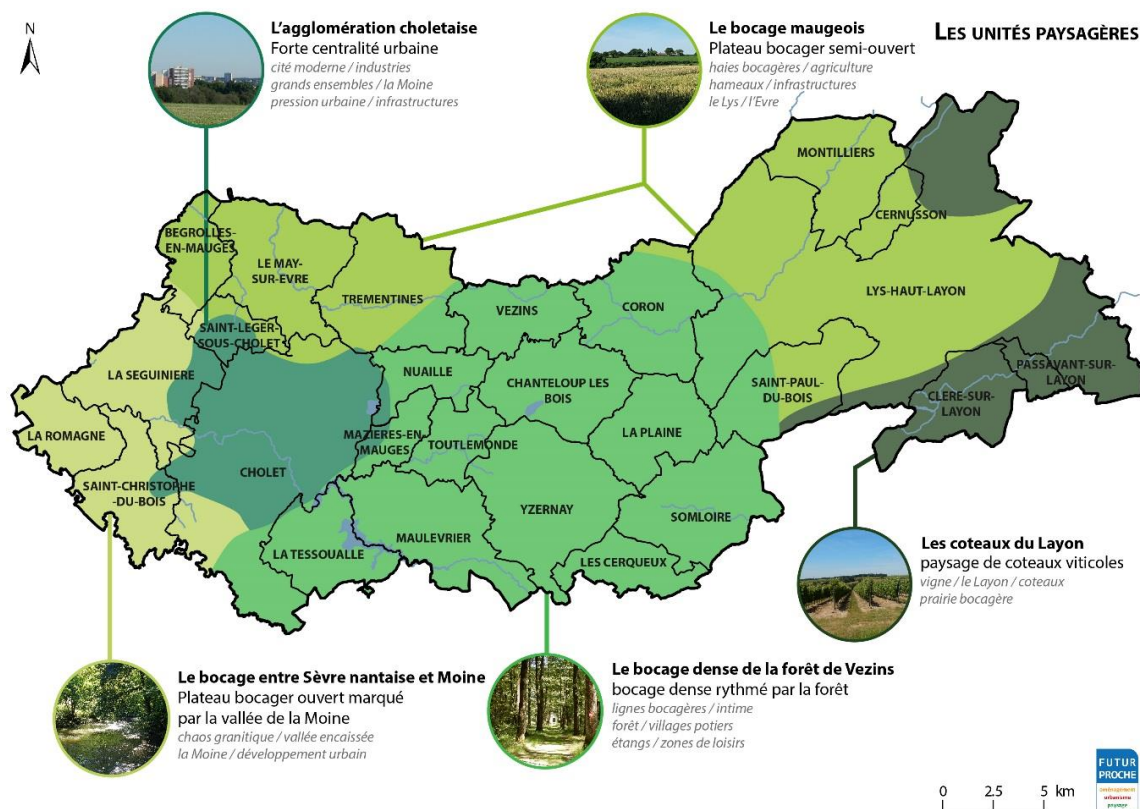 N
L'agglomération choletaise
Forte centralité urbaine
cité moderne / industries
grands ensembles / la Moine
pression urbaine / infrastructures
Le bocage maugeois
Plateau bocager semi-ouvert
haies bocagères / agriculture
hameaux / infrastructures
le Lys / l'Evre
LES UNITÉS PAYSAGÈRES
MONTILLIERS
CERNUSSON
BEGROLLES-
EN-MAUGES
LE MAY-
SUR-EVRE
TREMENTINES
VEZINS
CORON
LYS-HAUT-LAYON
SAINT-LEGER-
SOUS-CHOLET
LA SEGUINIERE
NUAILLE
CHANTELOUP LES
BOIS
SAINT-PAUL-
DU-BOIS
PASSAVANT-SUR-
LAYON
CLERE-SUR-
LAYON
LA ROMAGNE
MAZIERES-EN-
MAUGES
TOUTLEMONDE
LA PLAINE
CHOLET
SAINT-CHRISTOPHE
-DU-BOIS
YZERNAY
SOMLOIRE
LA TESSOUALLE
MAULEVRIER
LES CERQUEUX
Les coteaux du Layon
paysage de coteaux viticoles
vigne / le Layon / coteaux
prairie bocagère
Le bocage entre Sèvre nantaise et Moine
Plateau bocager ouvert marqué
par la vallée de la Moine
chaos granitique / vallée encaissée
la Moine / développement urbain
Le bocage dense de la forêt de Vezins
bocage dense rythmé par la forêt
lignes bocagères / intime
forêt / villages potiers
étangs / zones de loisirs
0 2.5 5 km
FUTUR
PROCHE
aménagement
urbanisme
paysage